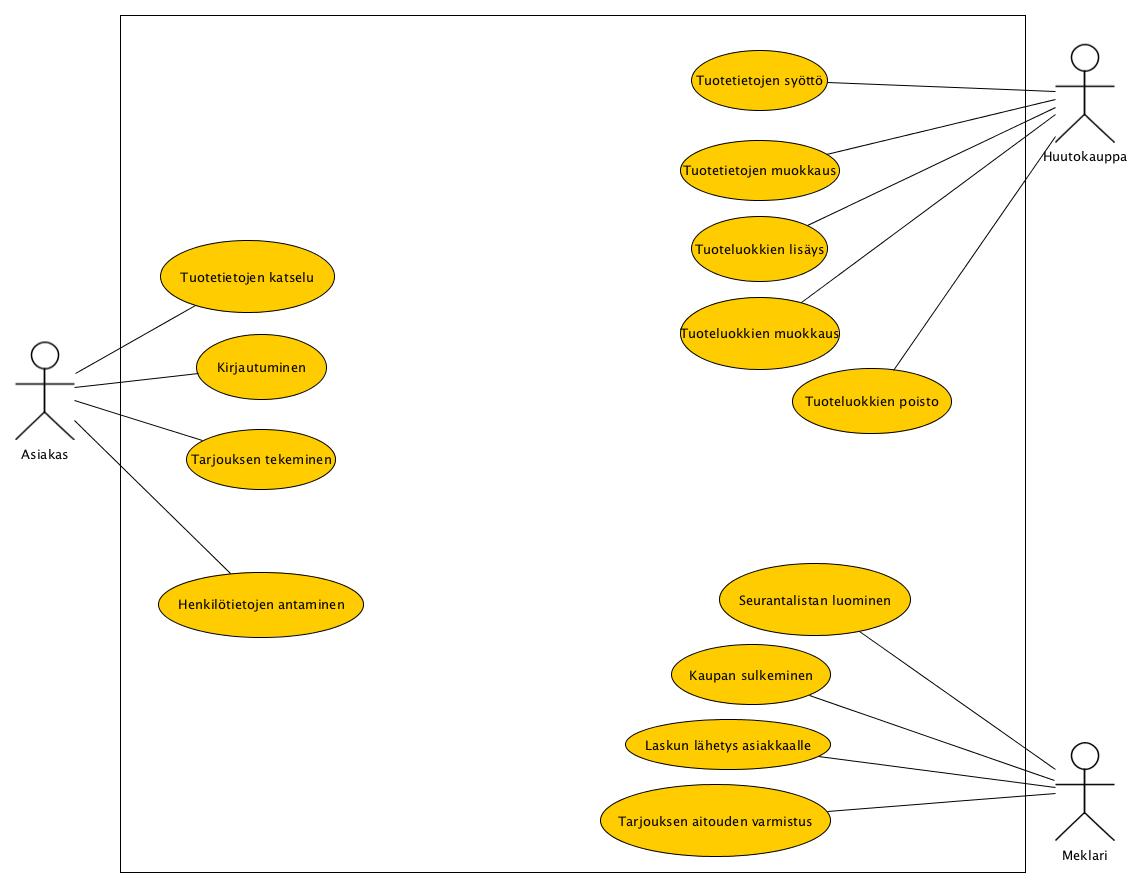 Tuotetietojen syöttö
Huutokauppa
Tuotetietojen muokkaus
Tuoteluokkien lisäys
Tuotetietojen katselu
Tuoteluokkien muokkaus
Kirjautuminen
Tuoteluokkien poisto
Asiakas
Tarjouksen tekeminen
Seurantalistan luominen
Henkilötietojen antaminen
Kaupan sulkeminen
Laskun lähetys asiakkaalle
Tarjouksen aitouden varmistus
Meklari